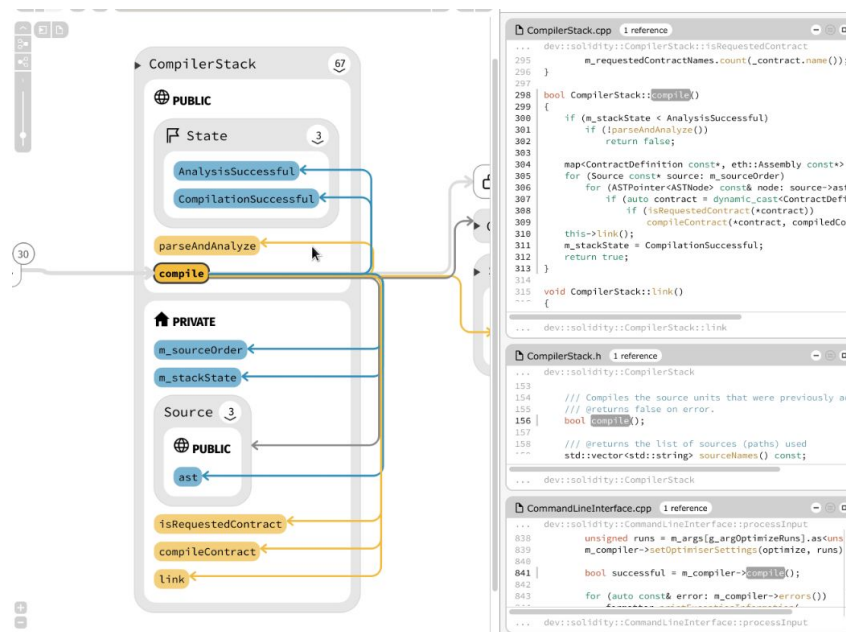 CompilerStack
67
PUBLIC
State
3
AnalysisSuccessful
CompilationSuccessful
parseAndAnalyze
30
compile
PRIVATE
m_sourceOrder
m_stackState
Source
3
PUBLIC
ast
isRequestedContract
compileContract
link
CompilerStack.cpp 1 reference
... dev::solidity::CompilerStack::isRequestedContract
295 m_requestedContractNames.count(_contract.name());
296 }
297
298 bool CompilerStack::compile()
299 {
300 if (m_stackState < AnalysisSuccessful)
301 if (!parseAndAnalyze())
302 return false;
303
304 map<ContractDefinition const*, eth::Assembly const*>
305 for (Source const* source: m_sourceOrder)
306 for (ASTPointer<ASTNode> const& node: source->ast
307 if (auto contract = dynamic_cast<ContractDefi
308 if (isRequestedContract(*contract))
309 compileContract(*contract, compiledCo
310 this->link();
311 m_stackState = CompilationSuccessful;
312 return true;
313 }
314
315 void CompilerStack::link()
{
... dev::solidity::CompilerStack::link
CompilerStack.h 1 reference
... dev::solidity::CompilerStack
153
154 /// Compiles the source units that were previously a
155 /// @returns false on error.
156 bool compile();
157
158 /// @returns the list of sources (paths) used
std::vector<std::string> sourceNames() const;
... dev::solidity::CompilerStack
CommandLineInterface.cpp 1 reference
... dev::solidity::CommandLineInterface::processInput
838 unsigned runs = m_args[g_argOptimizeRuns].as<uns
839 m_compiler->setOptimiserSettings(optimize, runs)
840
841 bool successful = m_compiler->compile();
842
843 for (auto const& error: m_compiler->errors())
... dev::solidity::CommandLineInterface::processInput